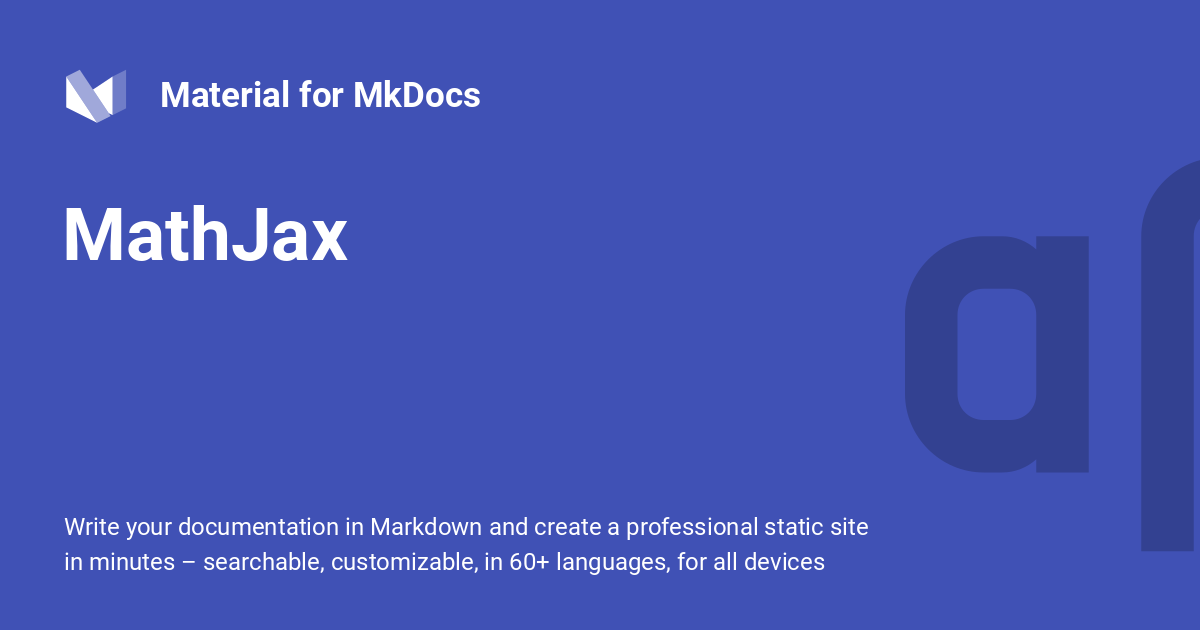 Material for MkDocs
MathJax
Write your documentation in Markdown and create a professional static site
in minutes – searchable, customizable, in 60+ languages, for all devices